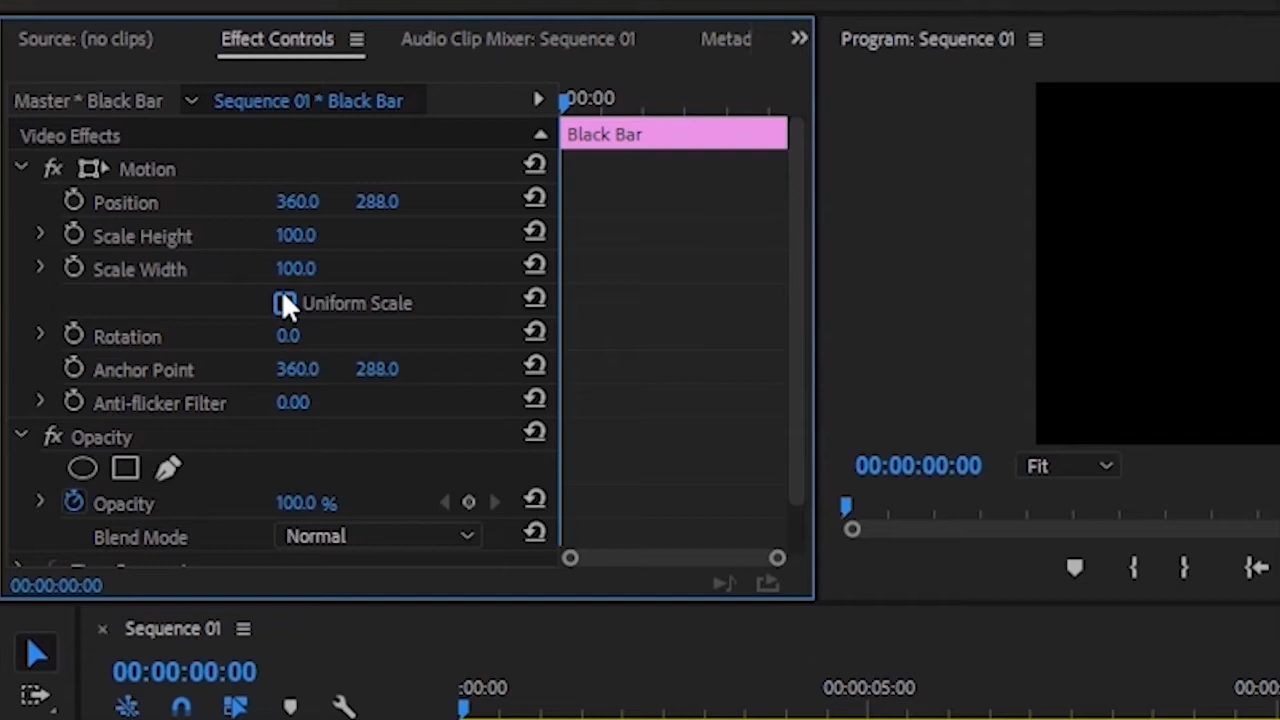 Source: (no clips) Effect Controls Audio Clip Mixer: Sequence 01 Program: Sequence 01
Master * Black Bar Sequence 01 * Black Bar :00:00
Video Effects Black Bar
fx Motion
Position 360.0 288.0
Scale Height 100.0
Scale Width 100.0
Uniform Scale
Rotation 0.0
Anchor Point 360.0 288.0
Anti-flicker Filter 0.00
fx Opacity
00:00:00:00 Fit
Opacity 100.0 %
Blend Mode Normal
00:00:00:00
Sequence 01
00:00:00:00
:00:00 00:00:05:00